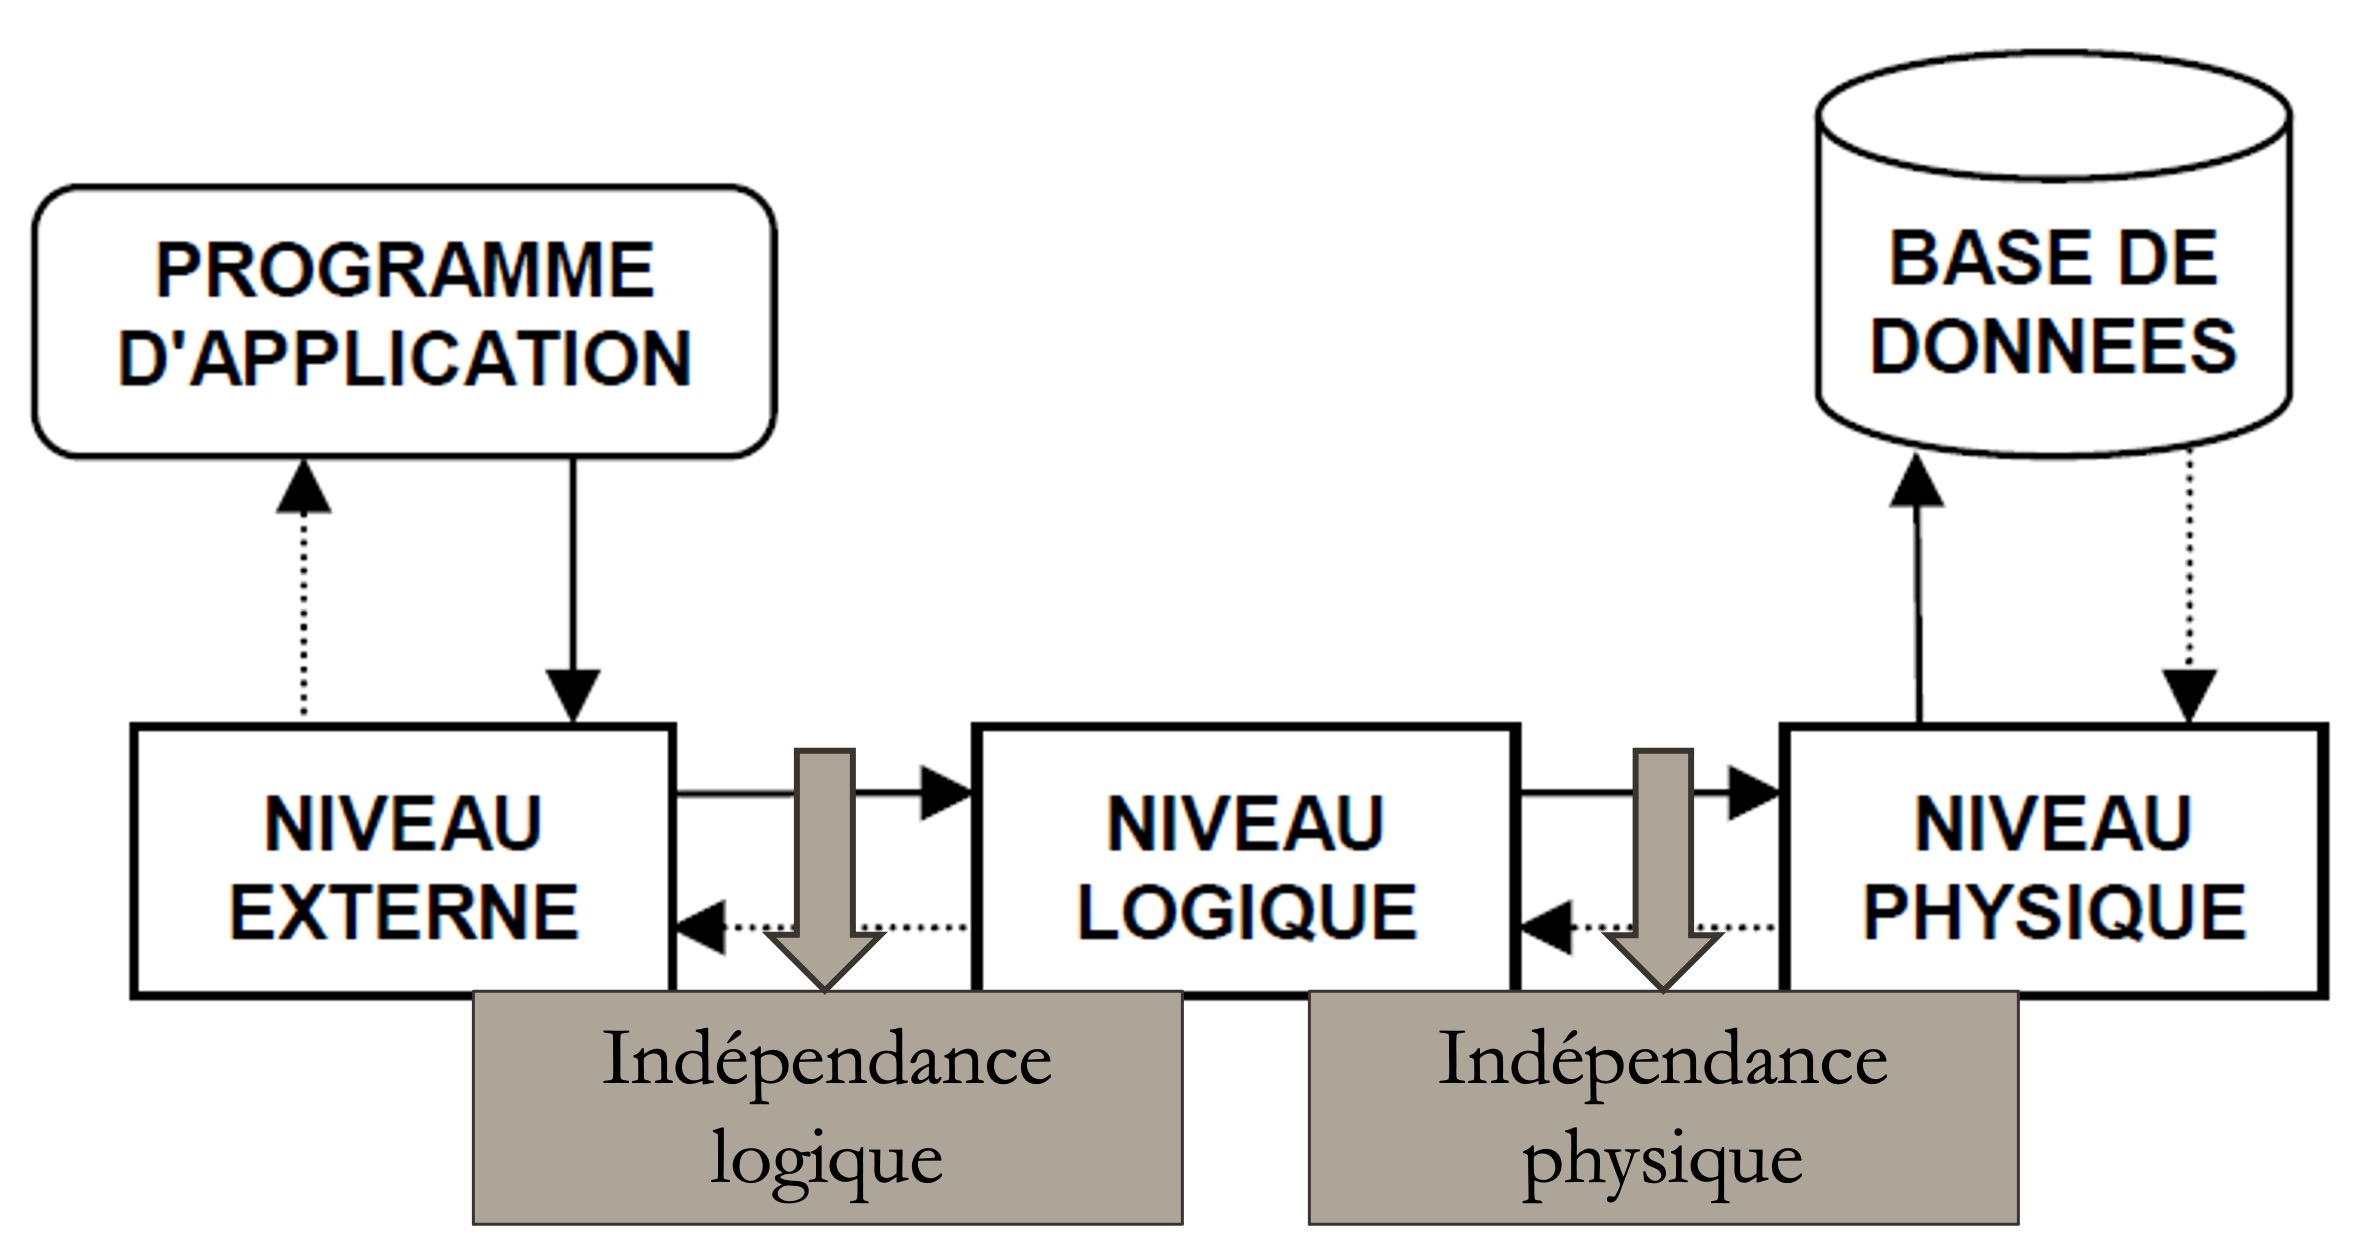 PROGRAMME
D'APPLICATION
BASE DE
DONNEES
NIVEAU
EXTERNE
NIVEAU
LOGIQUE
NIVEAU
PHYSIQUE
Indépendance
logique
Indépendance
physique